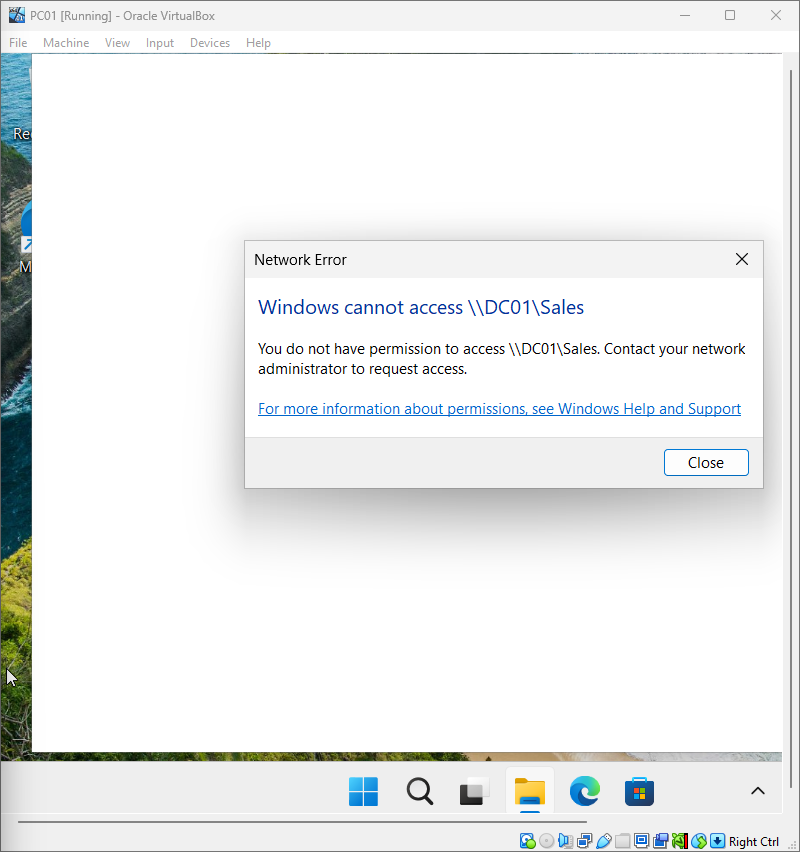 PC01 [Running] - Oracle VirtualBox
File Machine View Input Devices Help
Network Error
Windows cannot access \\DC01\Sales
You do not have permission to access \\DC01\Sales. Contact your network
administrator to request access.
For more information about permissions, see Windows Help and Support
Close
Right Ctrl